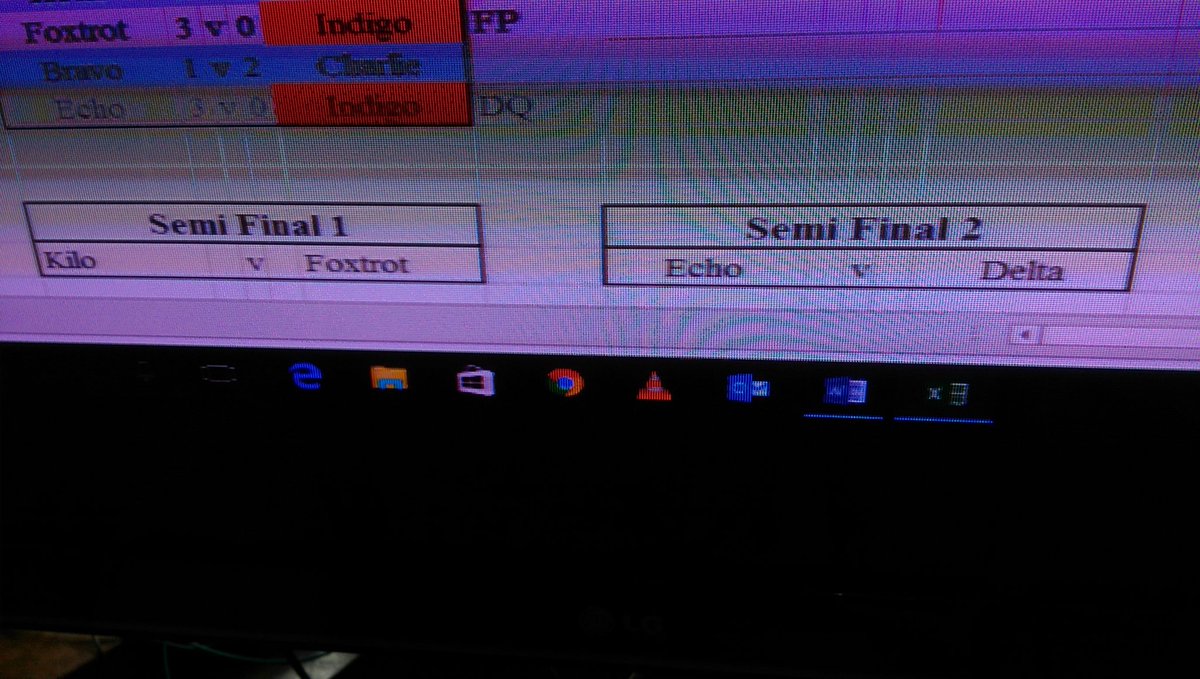 Foxtrot 3 v 0 Indigo FP
Bravo 1 v 2 Charlie
Echo 3 v 0 Indigo DQ
Semi Final 1
Kilo v Foxtrot
Semi Final 2
Echo v Delta
LG